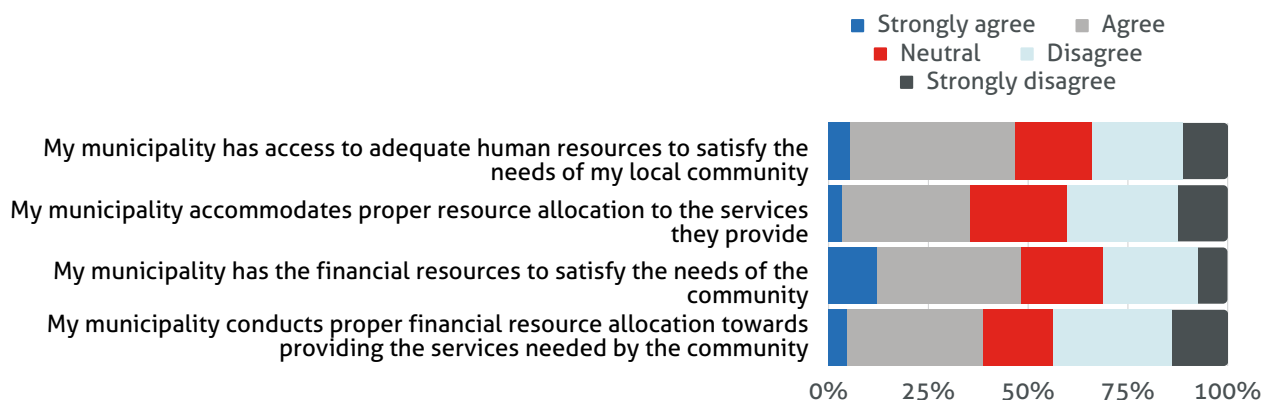 Strongly agree Agree
Neutral Disagree
Strongly disagree
My municipality has access to adequate human resources to satisfy the
needs of my local community
My municipality accommodates proper resource allocation to the services
they provide
My municipality has the financial resources to satisfy the needs of the
community
My municipality conducts proper financial resource allocation towards
providing the services needed by the community
0% 25% 50% 75% 100%